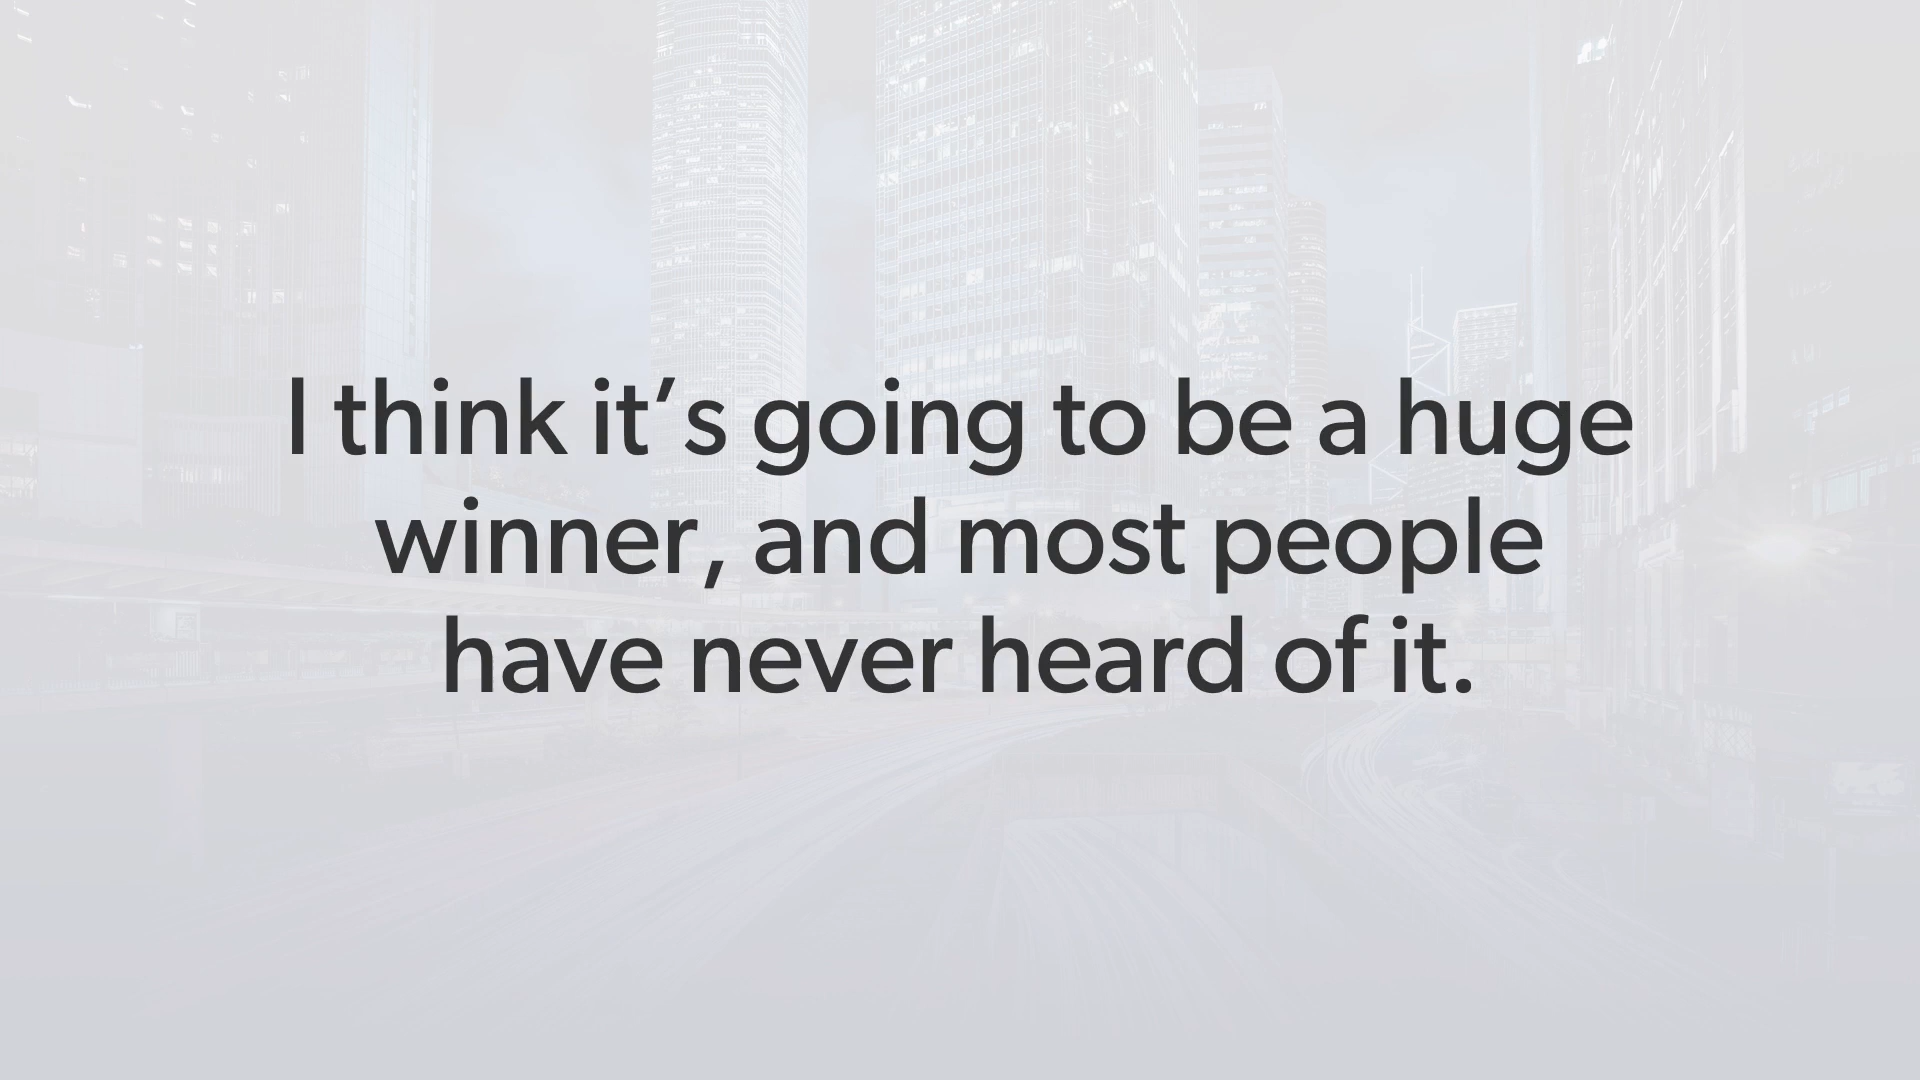 I think it’s going to be a huge
winner, and most people
have never heard of it.